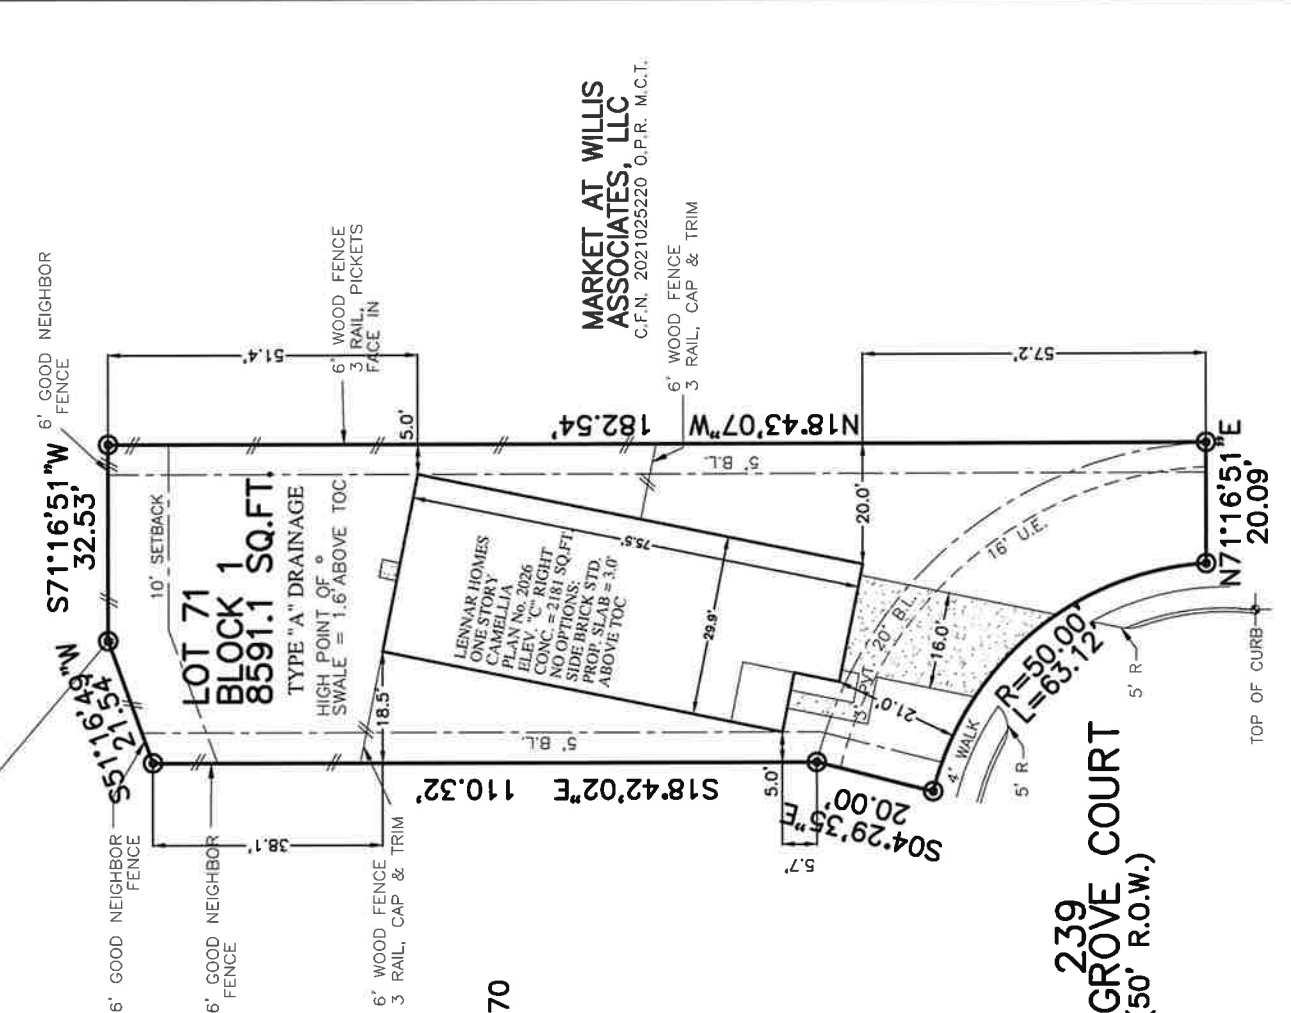 MARKET AT WILLIS
ASSOCIATES, LLC
C.F.N. 2021025220 O.P.R. M.C.T.
6' GOOD NEIGHBOR
FENCE
6' WOOD FENCE
3 RAIL, PICKETS
FACE IN
6' WOOD FENCE
3 RAIL, CAP & TRIM
51.4'
57.2'
S71°16'51"W
32.53'
5.0'
N18°43'07"W 182.54'
5' B.L.
N71°16'51"E
20.09'
S51°16'49"W
21.54'
10' SETBACK
LOT 71
BLOCK 1
8591.1 SQ.FT.
TYPE "A" DRAINAGE
HIGH POINT OF °
SWALE = 1.6' ABOVE TOC
75.5'
20.0'
LENNAR HOMES
ONE STORY
CAMELLIA
PLAN No. 2026
ELEV. "C" RIGHT
CONC. = 2181 SQ.FT.
NO OPTIONS:
SIDE BRICK STD.
PROP. SLAB = 3.0'
ABOVE TOC
29.9'
18.5'
16' U.E.
20' B.L.
3' PVT.
16.0'
21.0'
R=50.00'
L=63.12'
5' R
4' WALK
5' R
TOP OF CURB
5' B.L.
5.0'
S18°42'02"E 110.32'
S04°29'35"E
20.00'
38.1'
5.7'
6' GOOD NEIGHBOR
FENCE
6' GOOD NEIGHBOR
FENCE
6' WOOD FENCE
3 RAIL, CAP & TRIM
70
239
GROVE COURT
(50' R.O.W.)